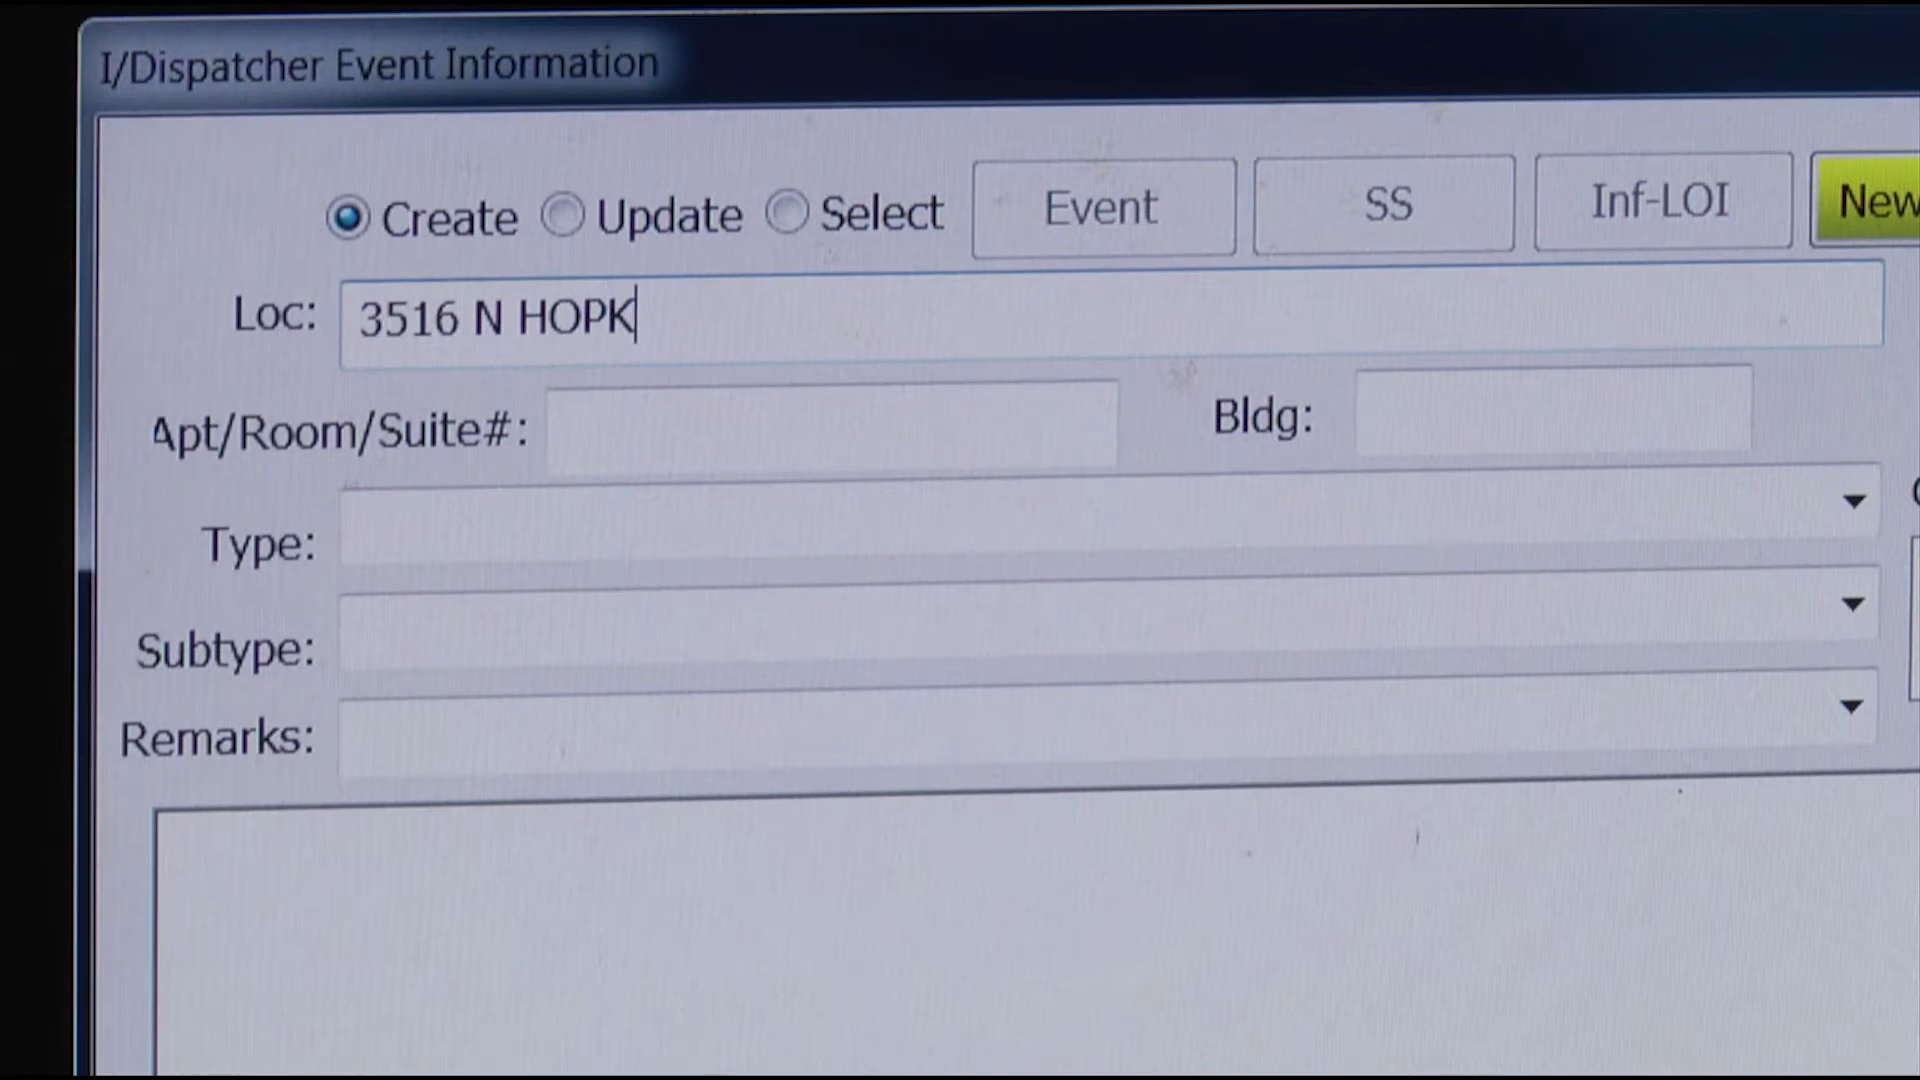 I/Dispatcher Event Information
Create Update Select Event SS Inf-LOI New
Loc: 3516 N HOPK
Apt/Room/Suite#: Bldg:
Type:
Subtype:
Remarks: